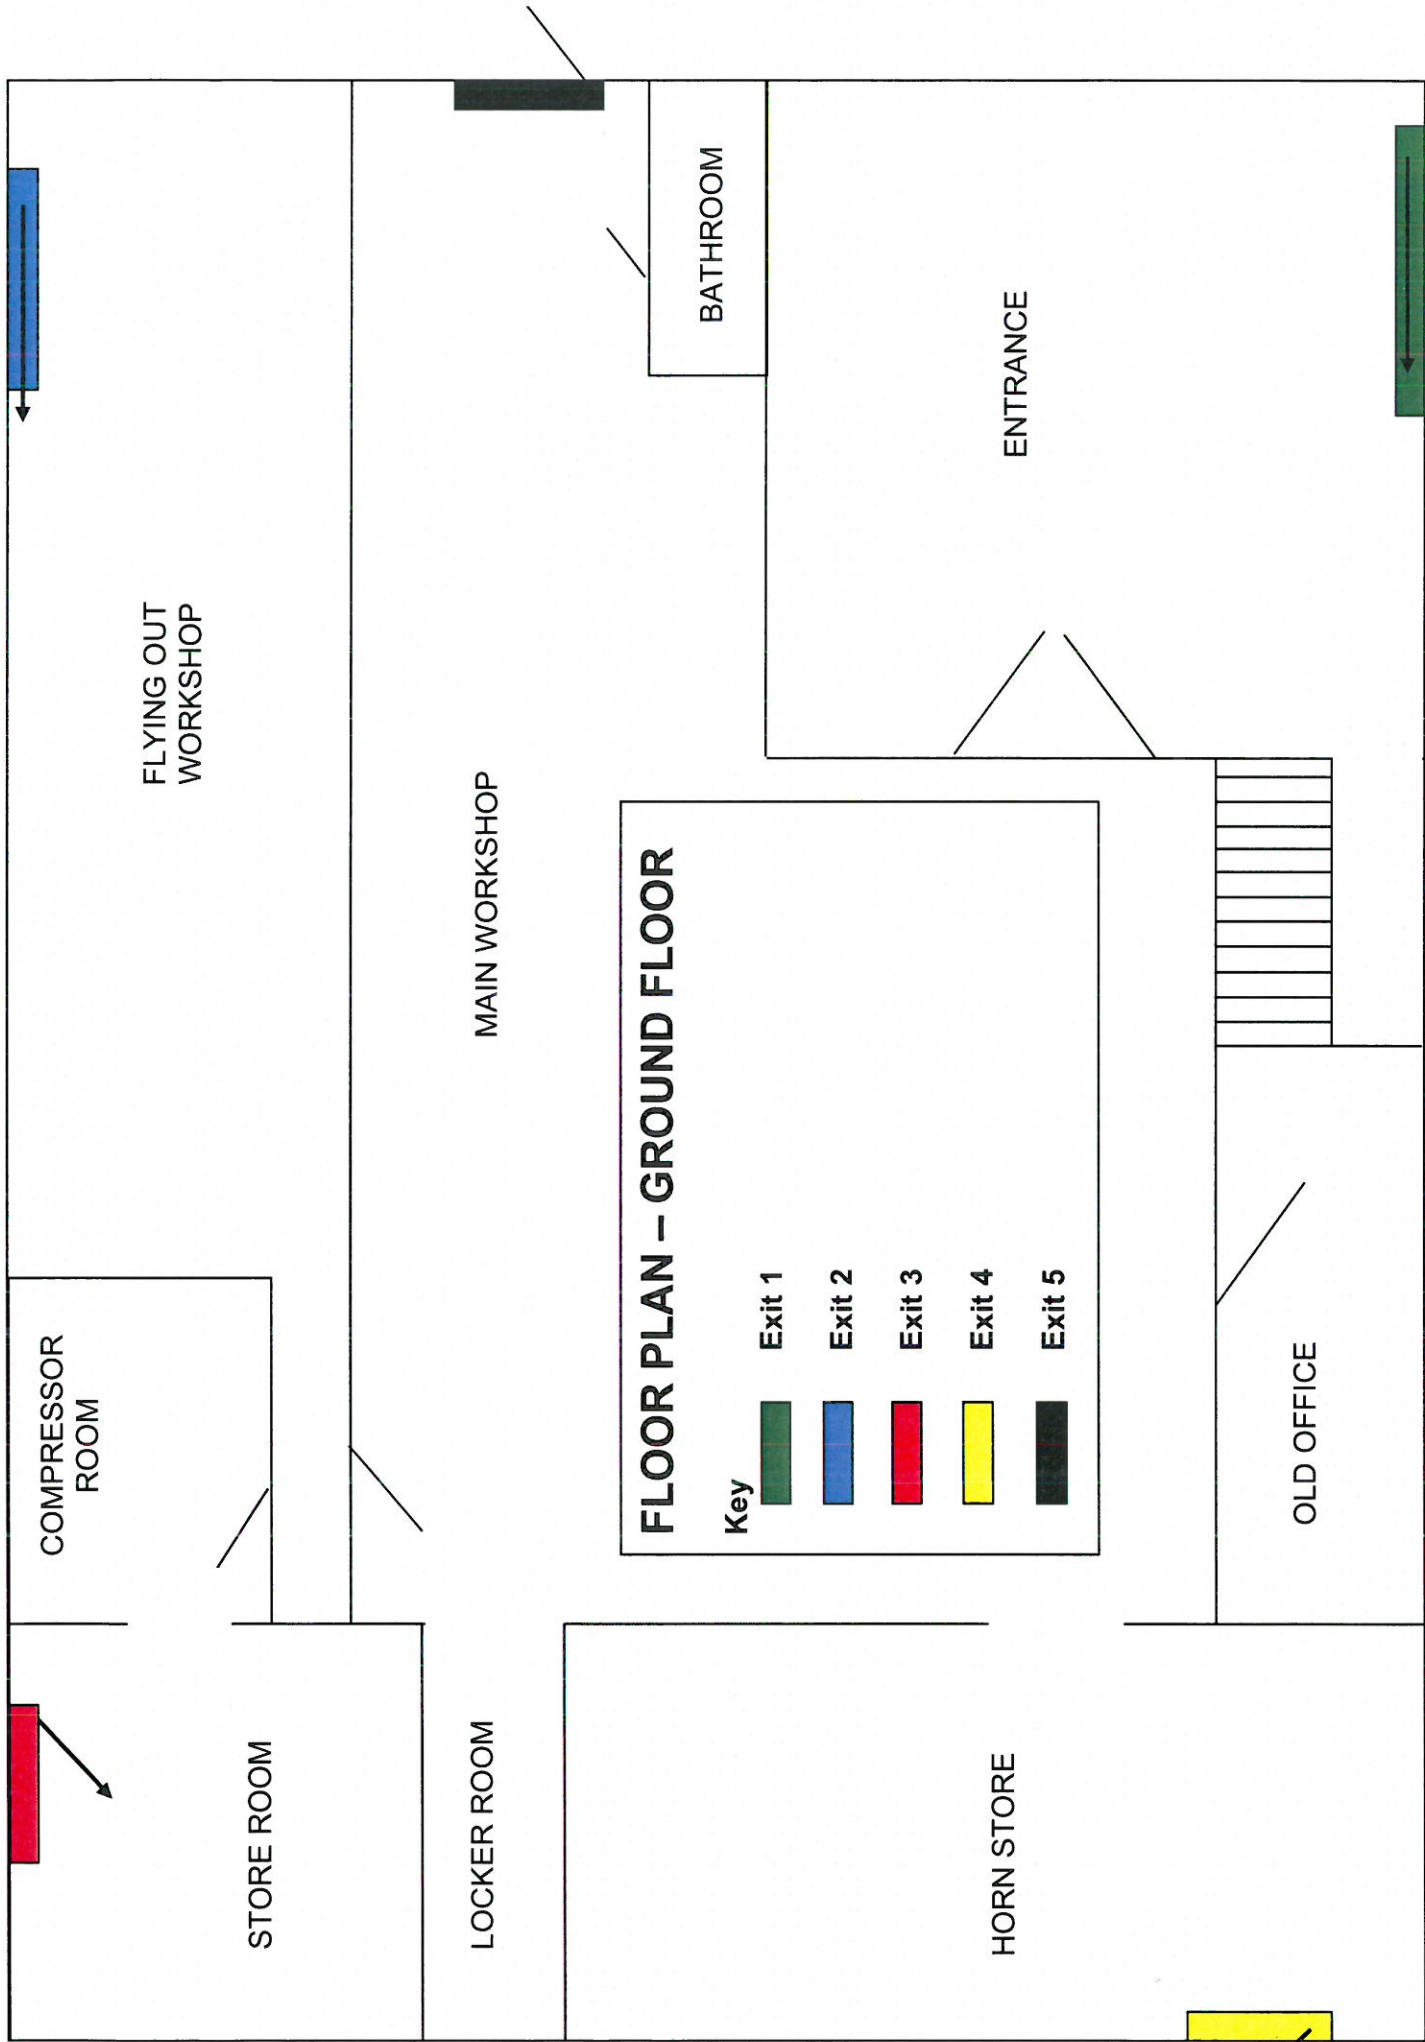 STORE ROOM
COMPRESSOR
ROOM
FLYING OUT
WORKSHOP
LOCKER ROOM
MAIN WORKSHOP
BATHROOM
FLOOR PLAN – GROUND FLOOR
Key
Exit 1
Exit 2
Exit 3
Exit 4
Exit 5
HORN STORE
ENTRANCE
OLD OFFICE